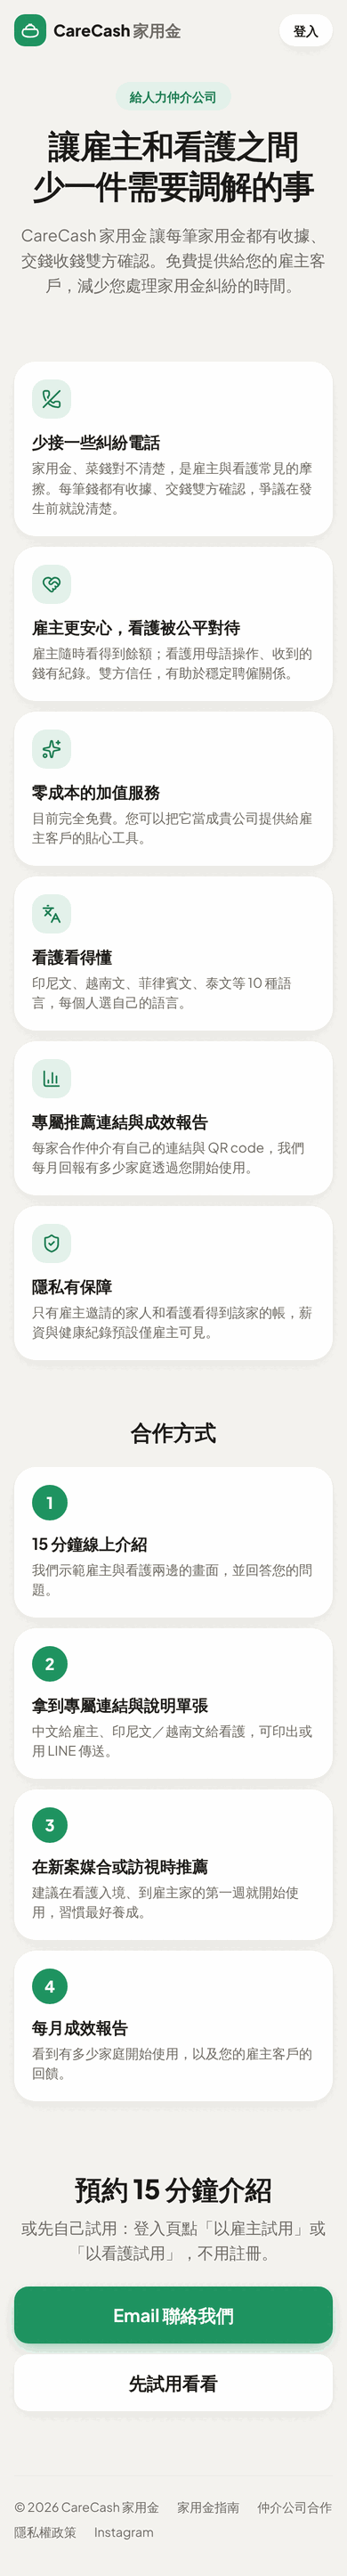 CareCash 家用金
登入
給人力仲介公司
讓雇主和看護之間
少一件需要調解的事
CareCash 家用金 讓每筆家用金都有收據、
交錢收錢雙方確認。免費提供給您的雇主客
戶，減少您處理家用金糾紛的時間。
少接一些糾紛電話
家用金、菜錢對不清楚，是雇主與看護常見的摩
擦。每筆錢都有收據、交錢雙方確認，爭議在發
生前就說清楚。
雇主更安心，看護被公平對待
雇主隨時看得到餘額；看護用母語操作、收到的
錢有紀錄。雙方信任，有助於穩定聘僱關係。
零成本的加值服務
目前完全免費。您可以把它當成貴公司提供給雇
主客戶的貼心工具。
看護看得懂
印尼文、越南文、菲律賓文、泰文等 10 種語
言，每個人選自己的語言。
專屬推薦連結與成效報告
每家合作仲介有自己的連結與 QR code，我們
每月回報有多少家庭透過您開始使用。
隱私有保障
只有雇主邀請的家人和看護看得到該家的帳，薪
資與健康紀錄預設僅雇主可見。
合作方式
1
15 分鐘線上介紹
我們示範雇主與看護兩邊的畫面，並回答您的問
題。
2
拿到專屬連結與說明單張
中文給雇主、印尼文／越南文給看護，可印出或
用 LINE 傳送。
3
在新案媒合或訪視時推薦
建議在看護入境、到雇主家的第一週就開始使
用，習慣最好養成。
4
每月成效報告
看到有多少家庭開始使用，以及您的雇主客戶的
回饋。
預約 15 分鐘介紹
或先自己試用：登入頁點「以雇主試用」或
「以看護試用」，不用註冊。
Email 聯絡我們
先試用看看
© 2026 CareCash 家用金 家用金指南 仲介公司合作
隱私權政策 Instagram